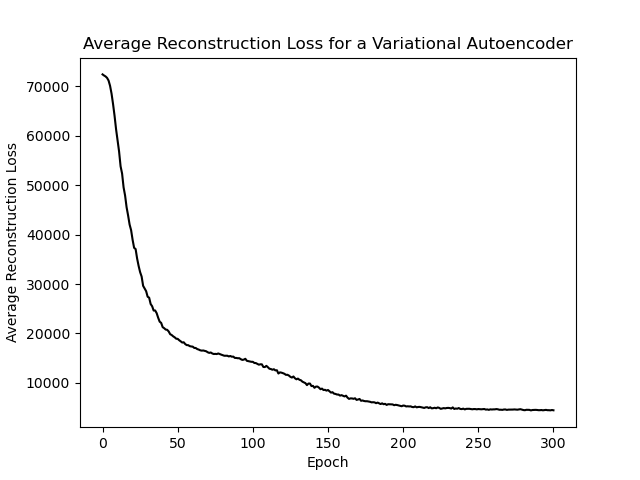 Average Reconstruction Loss for a Variational Autoencoder
Average Reconstruction Loss
70000
60000
50000
40000
30000
20000
10000
0 50 100 150 200 250 300
Epoch